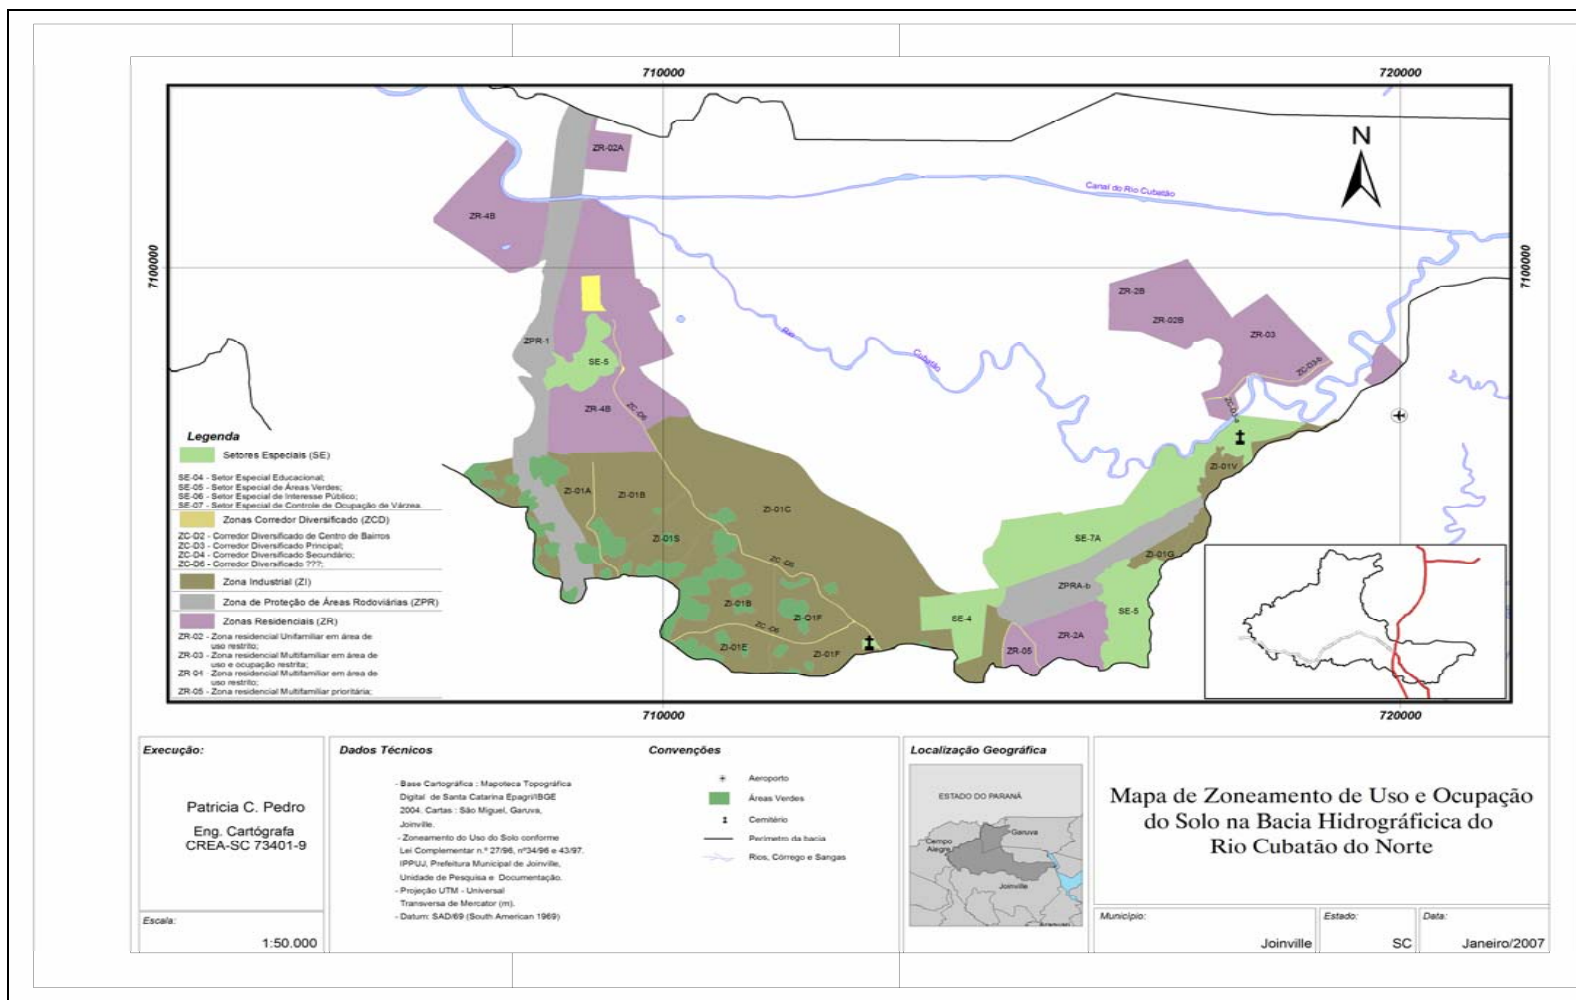 710000
720000
ZR-02A
N
Canal do Rio Cubatão
ZR-4B
7100000
7100000
ZR-2B
ZR-02B
ZR-03
Rio
Cubatão
ZPR-1
SE-5
ZC-D3-b
ZR-4B
ZC-D6
Legenda
Setores Especiais (SE)
SE-04 - Setor Especial Educacional;
SE-05 - Setor Especial de Áreas Verdes;
SE-06 - Setor Especial de Interesse Público;
SE-07 - Setor Especial de Controle de Ocupação de Várzea.
Zonas Corredor Diversificado (ZCD)
ZC-D2 - Corredor Diversificado de Centro de Bairros
ZC-D3 - Corredor Diversificado Principal;
ZC-D4 - Corredor Diversificado Secundário;
ZC-D6 - Corredor Diversificado ???;
Zona Industrial (ZI)
Zona de Proteção de Áreas Rodoviárias (ZPR)
Zonas Residenciais (ZR)
ZR-02 - Zona residencial Unifamiliar em área de
uso restrito;
ZR-03 - Zona residencial Multifamiliar em área de
uso e ocupação restrita;
ZR-04 - Zona residencial Multifamiliar em área de
uso restrito;
ZR-05 - Zona residencial Multifamiliar prioritária;
ZI-01V
ZI-01A
ZI-01B
ZI-01C
ZI-01S
SE-7A
ZI-01G
ZC-D6
ZPRA-b
ZI-01B
ZI-01F
SE-4
SE-5
ZC-D6
ZR-2A
ZI-01E
ZI-01F
ZR-05
710000
720000
Execução:
Patricia C. Pedro
Eng. Cartógrafa
CREA-SC 73401-9
Escala:
1:50.000
Dados Técnicos
- Base Cartográfica : Mapoteca Topográfica
Digital de Santa Catarina Epagri/IBGE
2004. Cartas : São Miguel, Garuva,
Joinville.
- Zoneamento do Uso do Solo conforme
Lei Complementar n.º 27/96, nº34/96 e 43/97.
IPPUJ, Prefeitura Municipal de Joinville,
Unidade de Pesquisa e Documentação.
- Projeção UTM - Universal
Transversa de Mercator (m).
- Datum: SAD/69 (South American 1969)
Convenções
Aeroporto
Áreas Verdes
Cemitério
Perímetro da bacia
Rios, Córrego e Sangas
Localização Geográfica
ESTADO DO PARANÁ
Garuva
Campo
Alegre
Joinville
Mapa de Zoneamento de Uso e Ocupação
do Solo na Bacia Hidrográficica do
Rio Cubatão do Norte
Município:
Joinville
Estado:
SC
Data:
Janeiro/2007